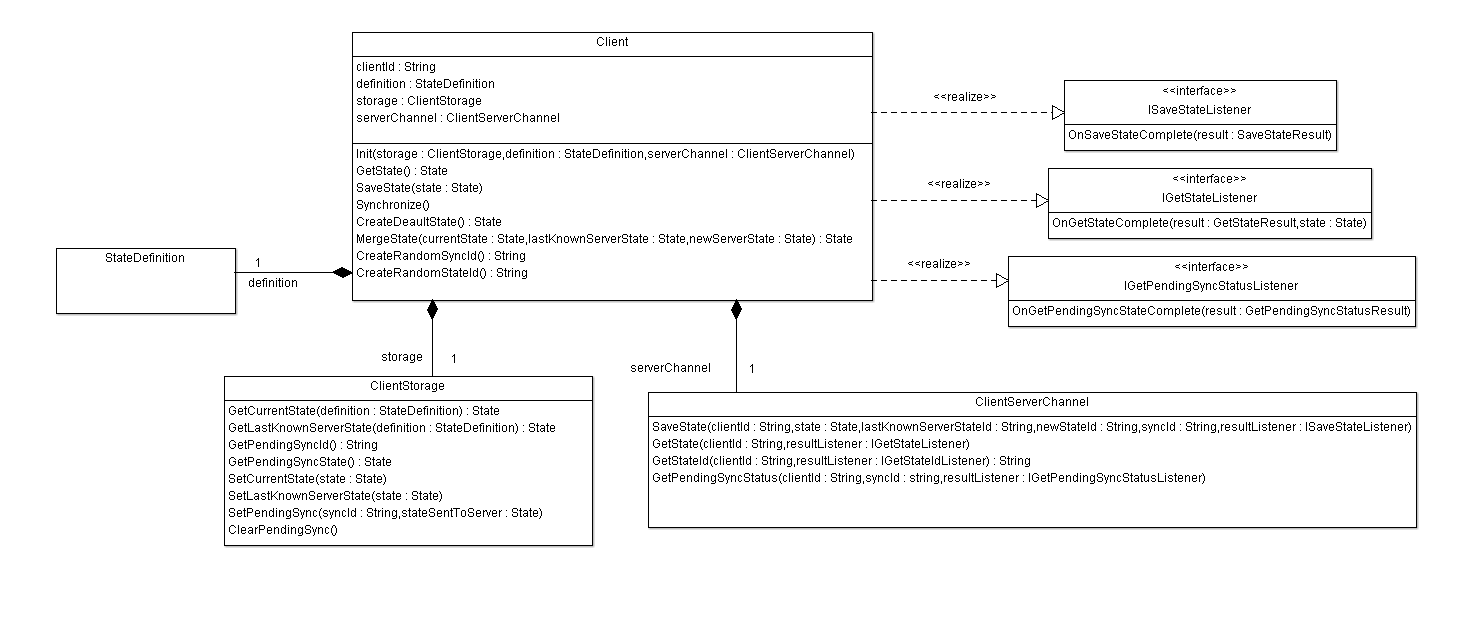 Client
clientId : String
definition : StateDefinition
storage : ClientStorage
serverChannel : ClientServerChannel
Init(storage : ClientStorage,definition : StateDefinition,serverChannel : ClientServerChannel)
GetState() : State
SaveState(state : State)
Synchronize()
CreateDeaultState() : State
MergeState(currentState : State,lastKnownServerState : State,newServerState : State) : State
CreateRandomSyncId() : String
CreateRandomStateId() : String
<<realize>>
<<interface>>
ISaveStateListener
OnSaveStateComplete(result : SaveStateResult)
<<realize>>
<<interface>>
IGetStateListener
OnGetStateComplete(result : GetStateResult,state : State)
<<realize>>
<<interface>>
IGetPendingSyncStatusListener
OnGetPendingSyncStateComplete(result : GetPendingSyncStatusResult)
StateDefinition
1
definition
storage
1
serverChannel
1
ClientStorage
GetCurrentState(definition : StateDefinition) : State
GetLastKnownServerState(definition : StateDefinition) : State
GetPendingSyncId() : String
GetPendingSyncState() : State
SetCurrentState(state : State)
SetLastKnownServerState(state : State)
SetPendingSync(syncId : String,stateSentToServer : State)
ClearPendingSync()
ClientServerChannel
SaveState(clientId : String,state : State,lastKnownServerStateId : String,newStateId : String,syncId : String,resultListener : ISaveStateListener)
GetState(clientId : String,resultListener : IGetStateListener)
GetStateId(clientId : String,resultListener : IGetStateIdListener) : String
GetPendingSyncStatus(clientId : String,syncId : string,resultListener : IGetPendingSyncStatusListener)